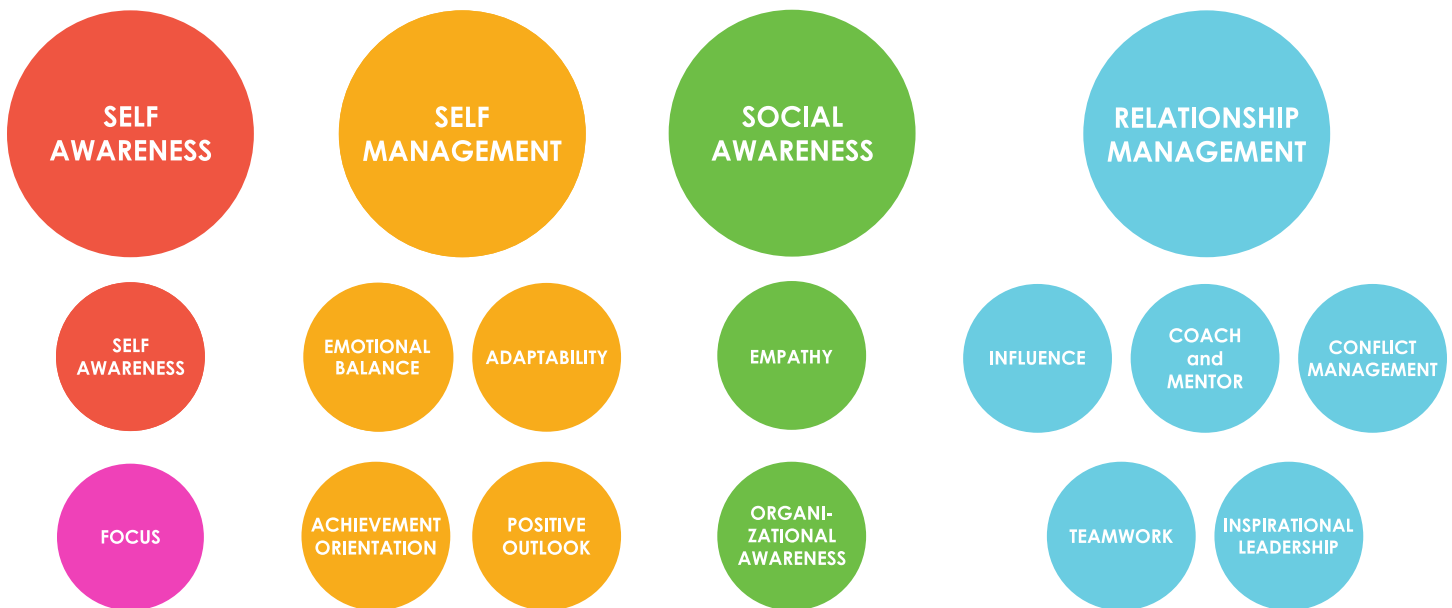 SELF
AWARENESS
SELF
MANAGEMENT
SOCIAL
AWARENESS
RELATIONSHIP
MANAGEMENT
SELF
AWARENESS
EMOTIONAL
BALANCE
ADAPTABILITY
EMPATHY
INFLUENCE
COACH
and
MENTOR
CONFLICT
MANAGEMENT
FOCUS
ACHIEVEMENT
ORIENTATION
POSITIVE
OUTLOOK
ORGANI-
ZATIONAL
AWARENESS
TEAMWORK
INSPIRATIONAL
LEADERSHIP